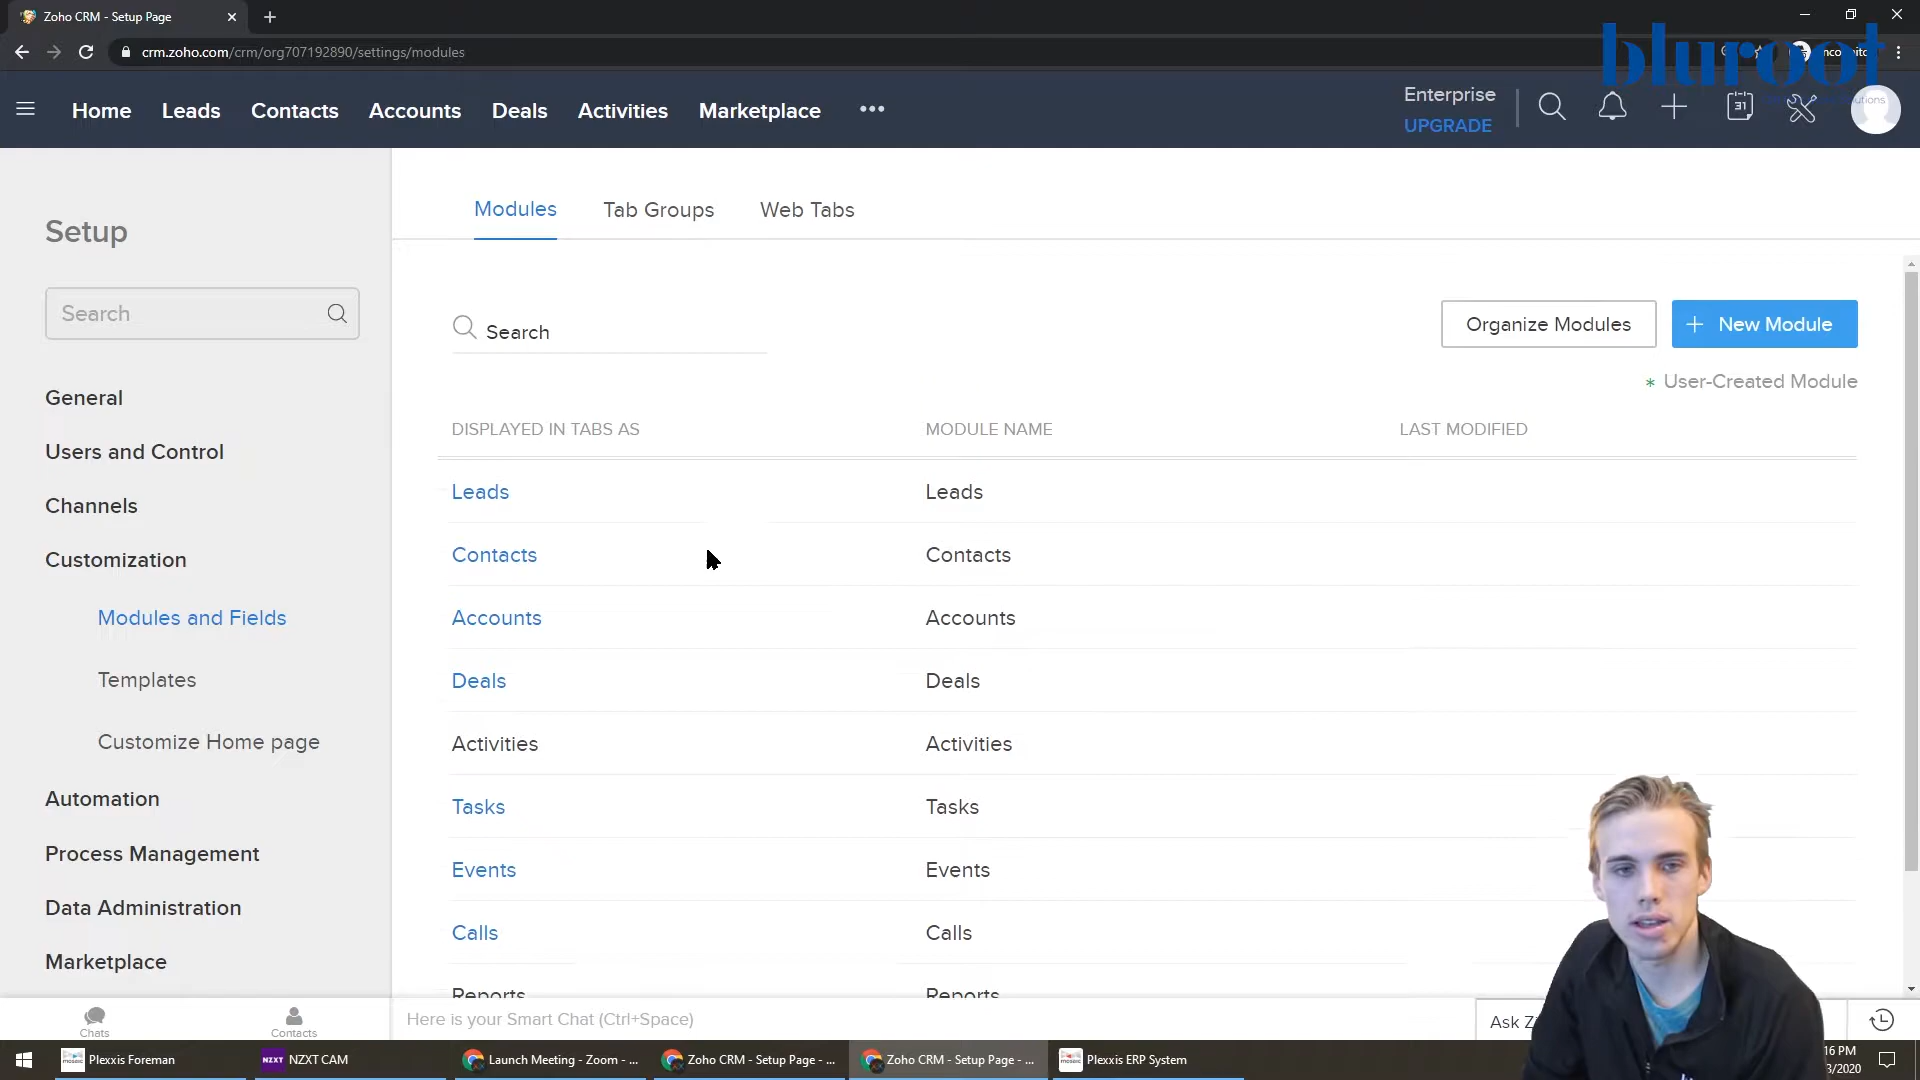 Zoho CRM - Setup Page
crm.zoho.com/crm/org707192890/settings/modules
bluroot
Home
Leads
Contacts
Accounts
Deals
Activities
Marketplace
Enterprise
UPGRADE
31
Setup
Search
General
Users and Control
Channels
Customization
Modules and Fields
Templates
Customize Home page
Automation
Process Management
Data Administration
Marketplace
Modules Tab Groups Web Tabs
Search
Organize Modules
+ New Module
* User-Created Module
DISPLAYED IN TABS AS MODULE NAME LAST MODIFIED
Leads Leads
Contacts Contacts
Accounts Accounts
Deals Deals
Activities Activities
Tasks Tasks
Events Events
Calls Calls
Reports Reports
Chats
Contacts
Here is your Smart Chat (Ctrl+Space)
Ask
Plexxis Foreman
NZXT
NZXT CAM
Launch Meeting - Zoom - ...
Zoho CRM - Setup Page - ...
Zoho CRM - Setup Page - ...
Plexxis ERP System
16 PM
3/2020